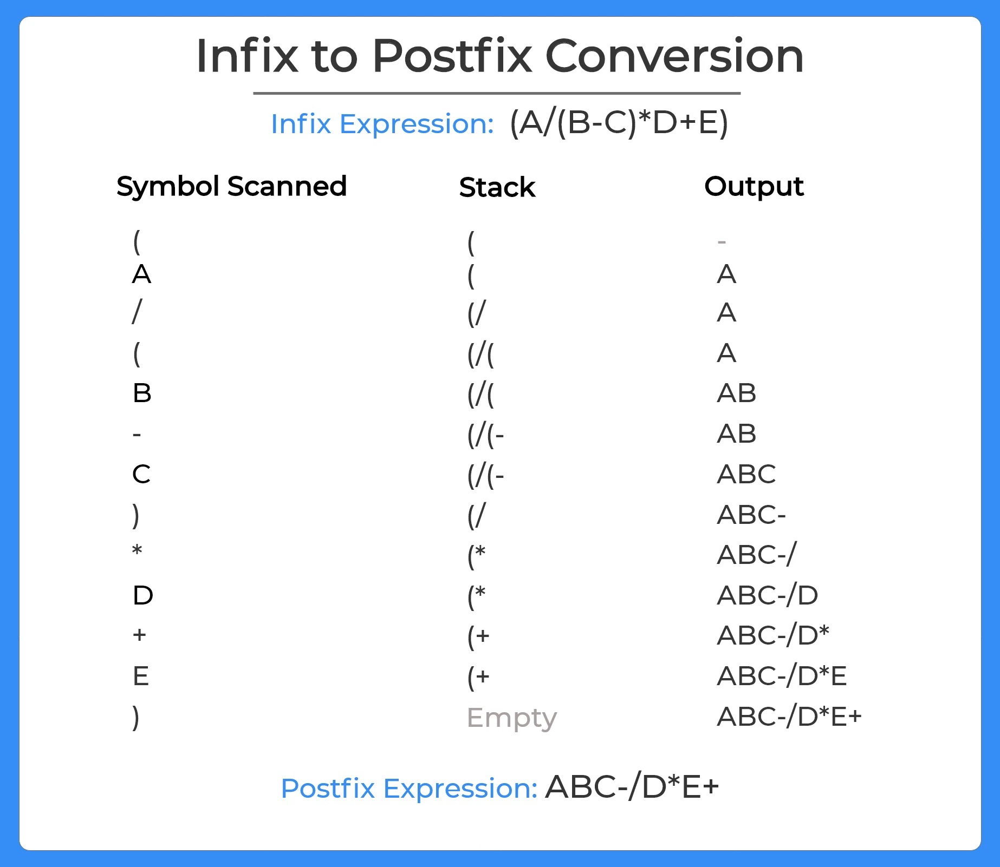 Infix to Postfix Conversion
Infix Expression: (A/(B-C)*D+E)
Symbol Scanned Stack Output
( ( -
A ( A
/ (/ A
( (/( A
B (/( AB
- (/(- AB
C (/(- ABC
) (/ ABC-
* (* ABC-/
D (* ABC-/D
+ (+ ABC-/D*
E (+ ABC-/D*E
) Empty ABC-/D*E+
Postfix Expression: ABC-/D*E+